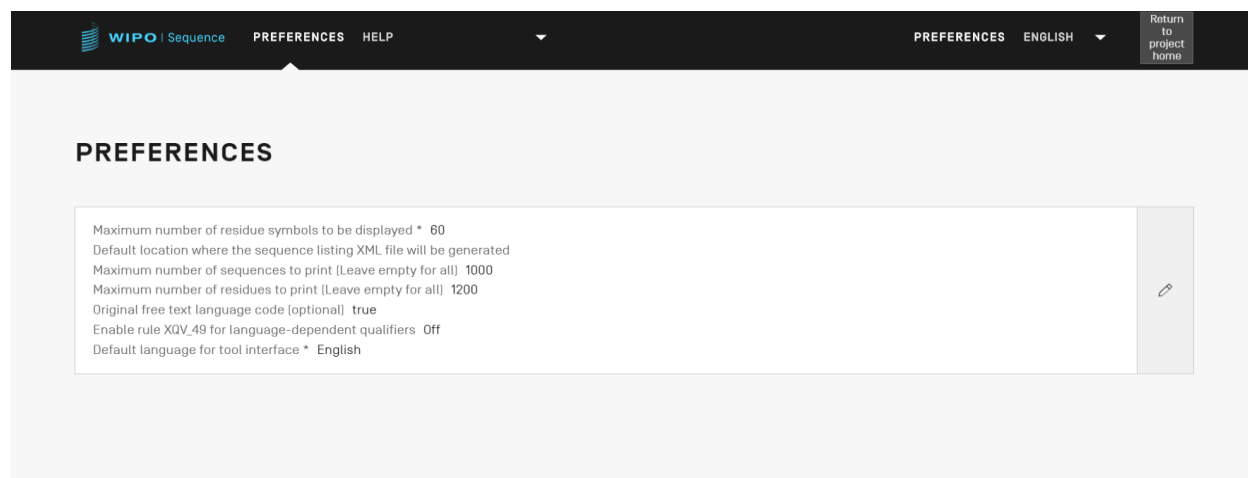 WIPO | Sequence PREFERENCES HELP PREFERENCES ENGLISH
Return
to
project
home
PREFERENCES
Maximum number of residue symbols to be displayed * 60
Default location where the sequence listing XML file will be generated
Maximum number of sequences to print (Leave empty for all) 1000
Maximum number of residues to print (Leave empty for all) 1200
Original free text language code (optional) true
Enable rule XQV_49 for language-dependent qualifiers Off
Default language for tool interface * English